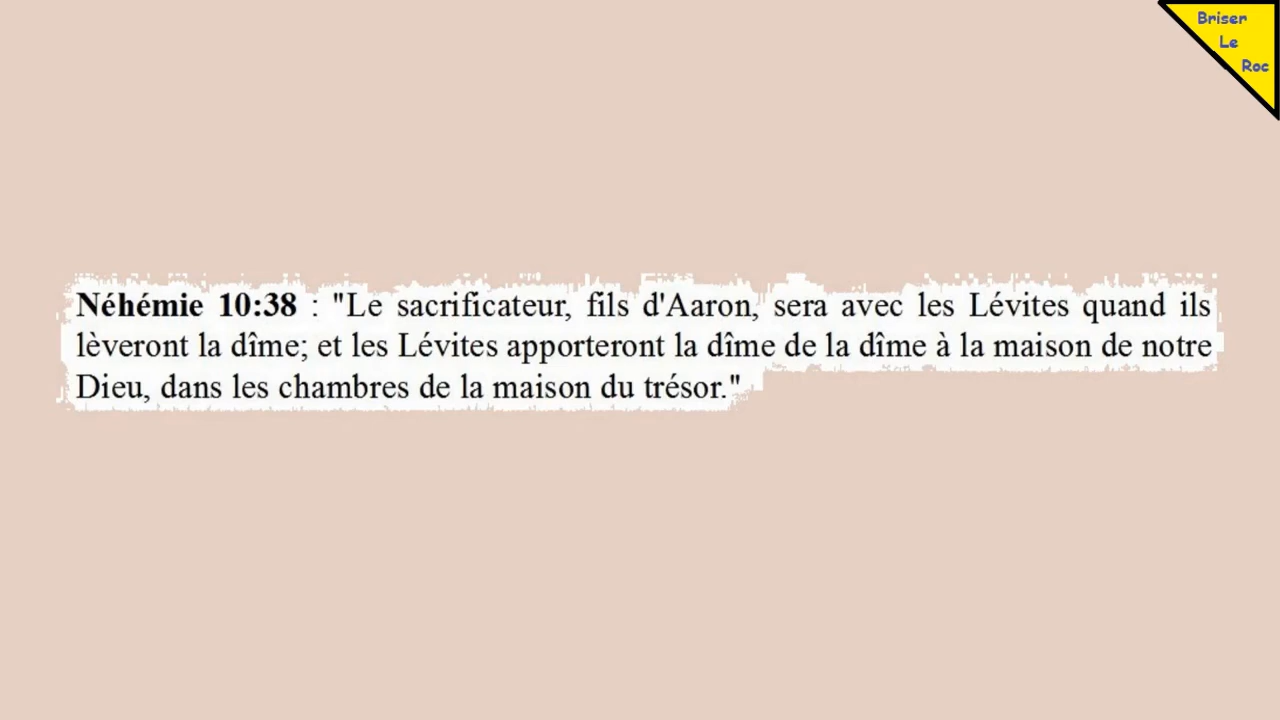 Briser
Le
Roc
Néhémie 10:38 : "Le sacrificateur, fils d'Aaron, sera avec les Lévites quand ils
lèveront la dîme; et les Lévites apporteront la dîme de la dîme à la maison de notre
Dieu, dans les chambres de la maison du trésor."